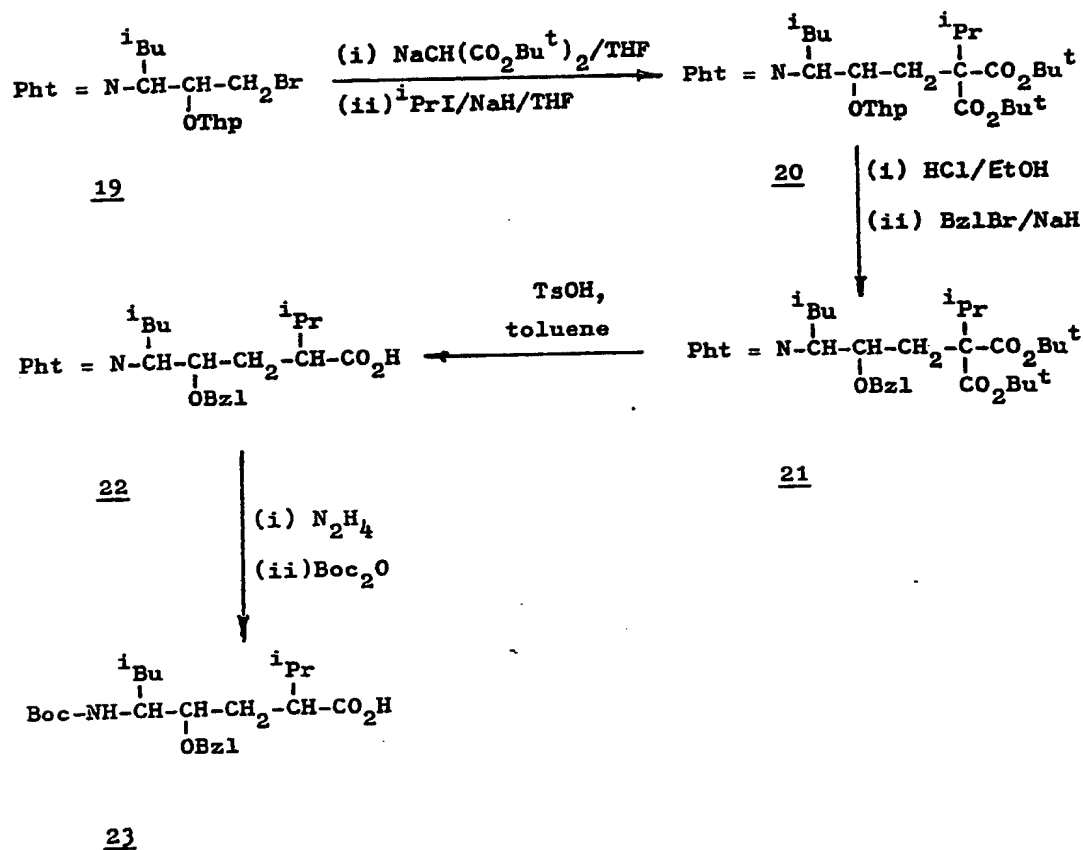 iBu
Pht = N-CH-CH-CH2Br
OThp
19
(i) NaCH(CO2But)2/THF
(ii)iPrI/NaH/THF
iBu iPr
Pht = N-CH-CH-CH2-C-CO2But
OThp CO2But
20
(i) HCl/EtOH
(ii) BzlBr/NaH
iBu iPr
Pht = N-CH-CH-CH2-C-CO2But
OBzl CO2But
21
TsOH,
toluene
iBu iPr
Pht = N-CH-CH-CH2-CH-CO2H
OBzl
22
(i) N2H4
(ii)Boc2O
iBu iPr
Boc-NH-CH-CH-CH2-CH-CO2H
OBzl
23